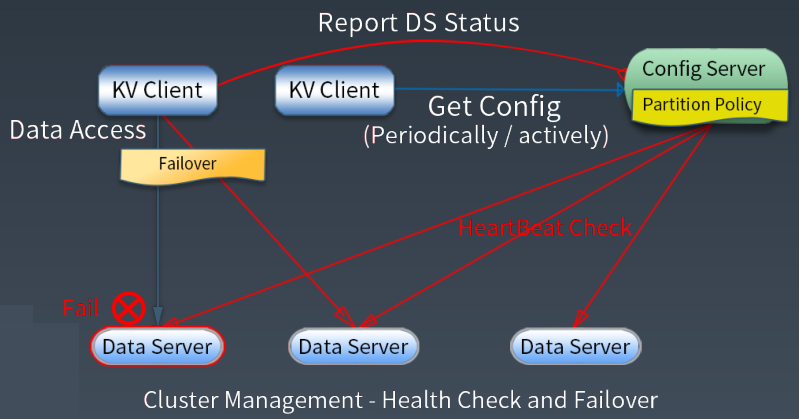 Report DS Status
KV Client
KV Client
Config Server
Partition Policy
Get Config
(Periodically / actively)
Data Access
Failover
HeartBeat Check
Fail
Data Server
Data Server
Data Server
Cluster Management - Health Check and Failover